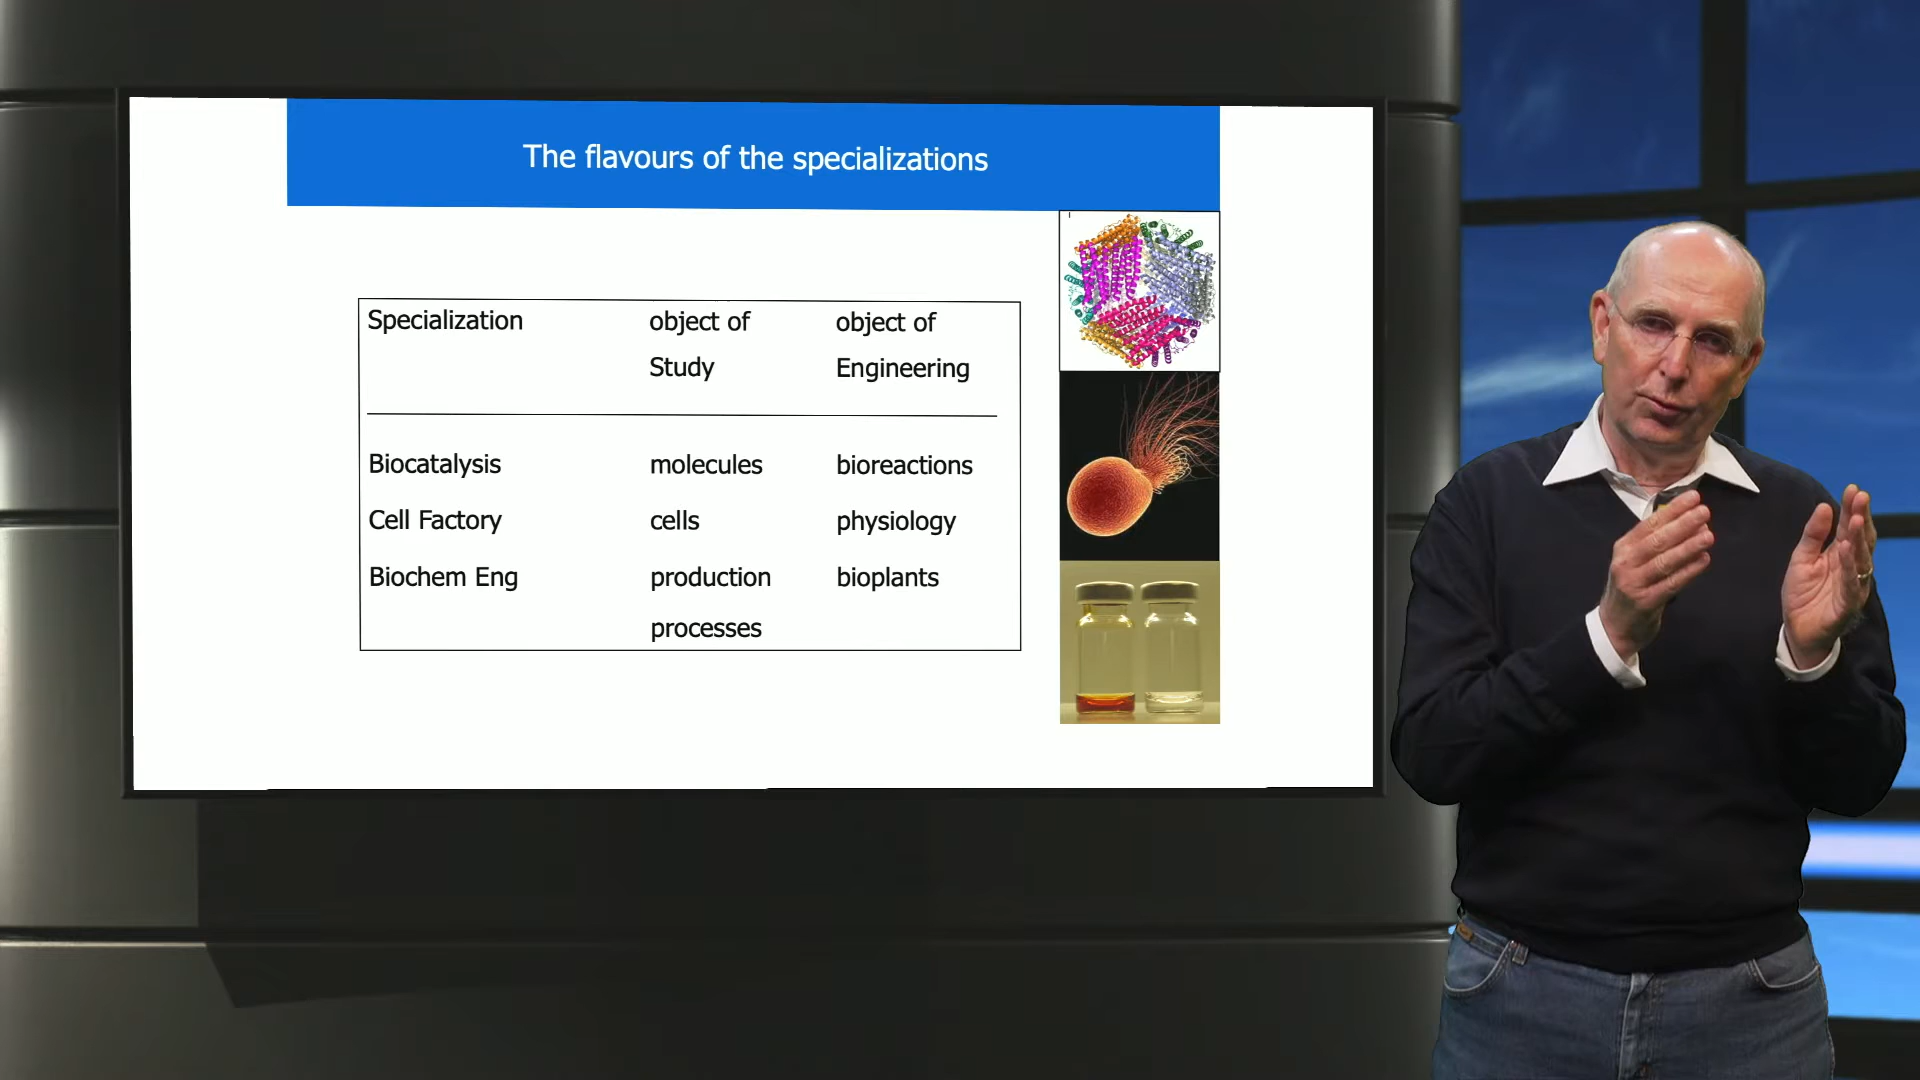 The flavours of the specializations
Specialization object of object of
Study Engineering
Biocatalysis molecules bioreactions
Cell Factory cells physiology
Biochem Eng production bioplants
processes